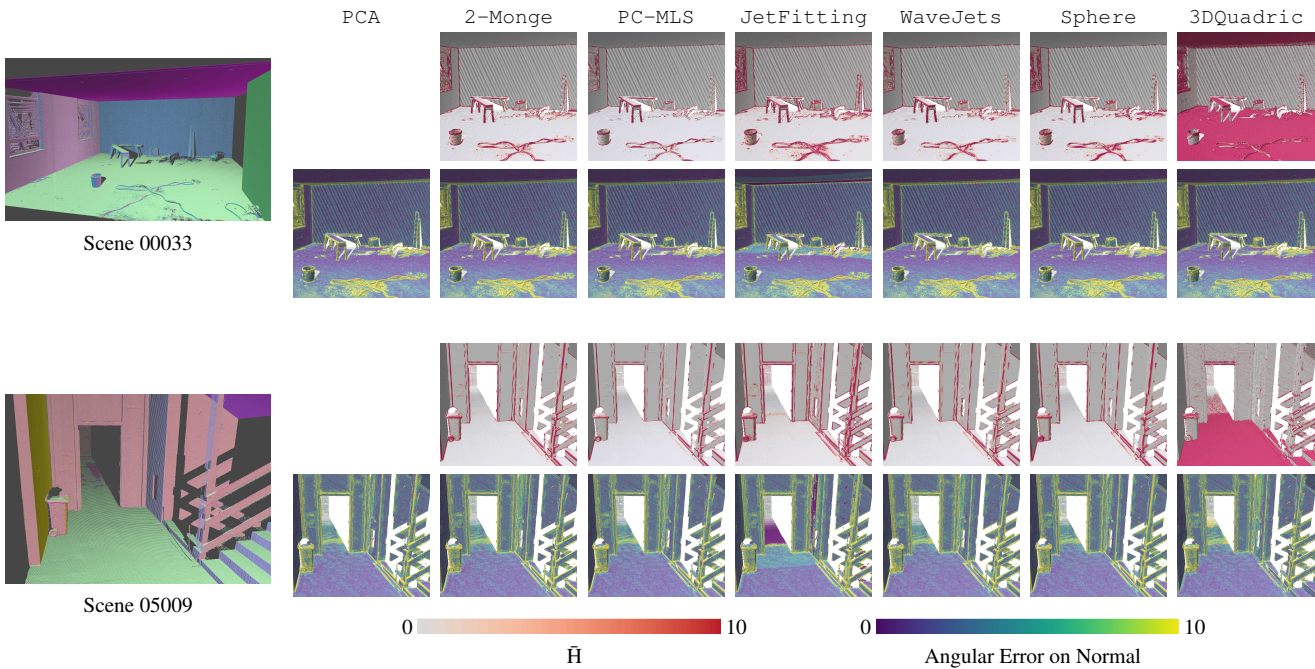 PCA 2-Monge PC-MLS JetFitting WaveJets Sphere 3DQuadric
Scene 00033
Scene 05009
0 10 0 10
H̄ Angular Error on Normal